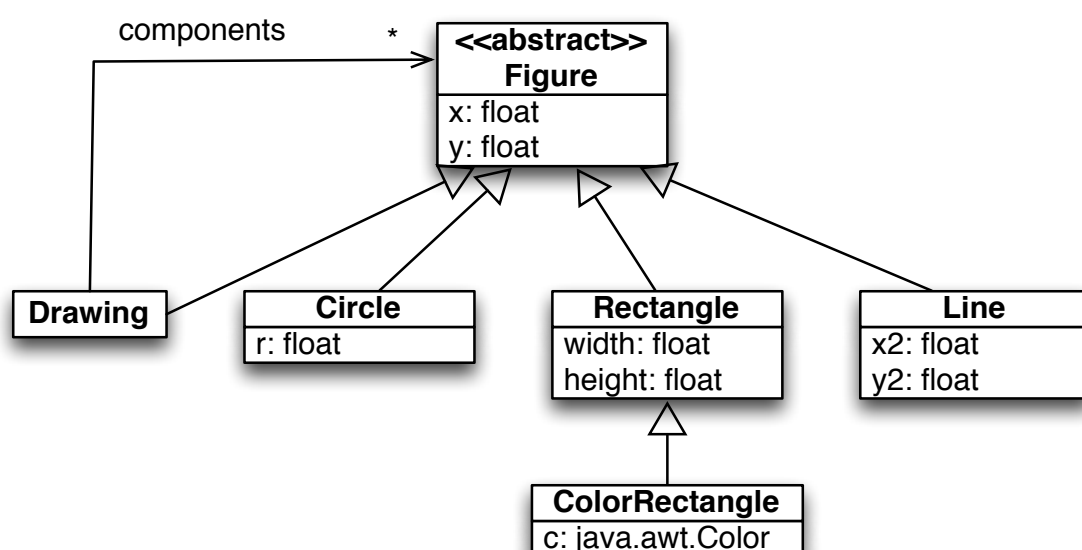 components
*
<<abstract>>
Figure
x: float
y: float
Drawing
Circle
r: float
Rectangle
width: float
height: float
Line
x2: float
y2: float
ColorRectangle
c: java.awt.Color